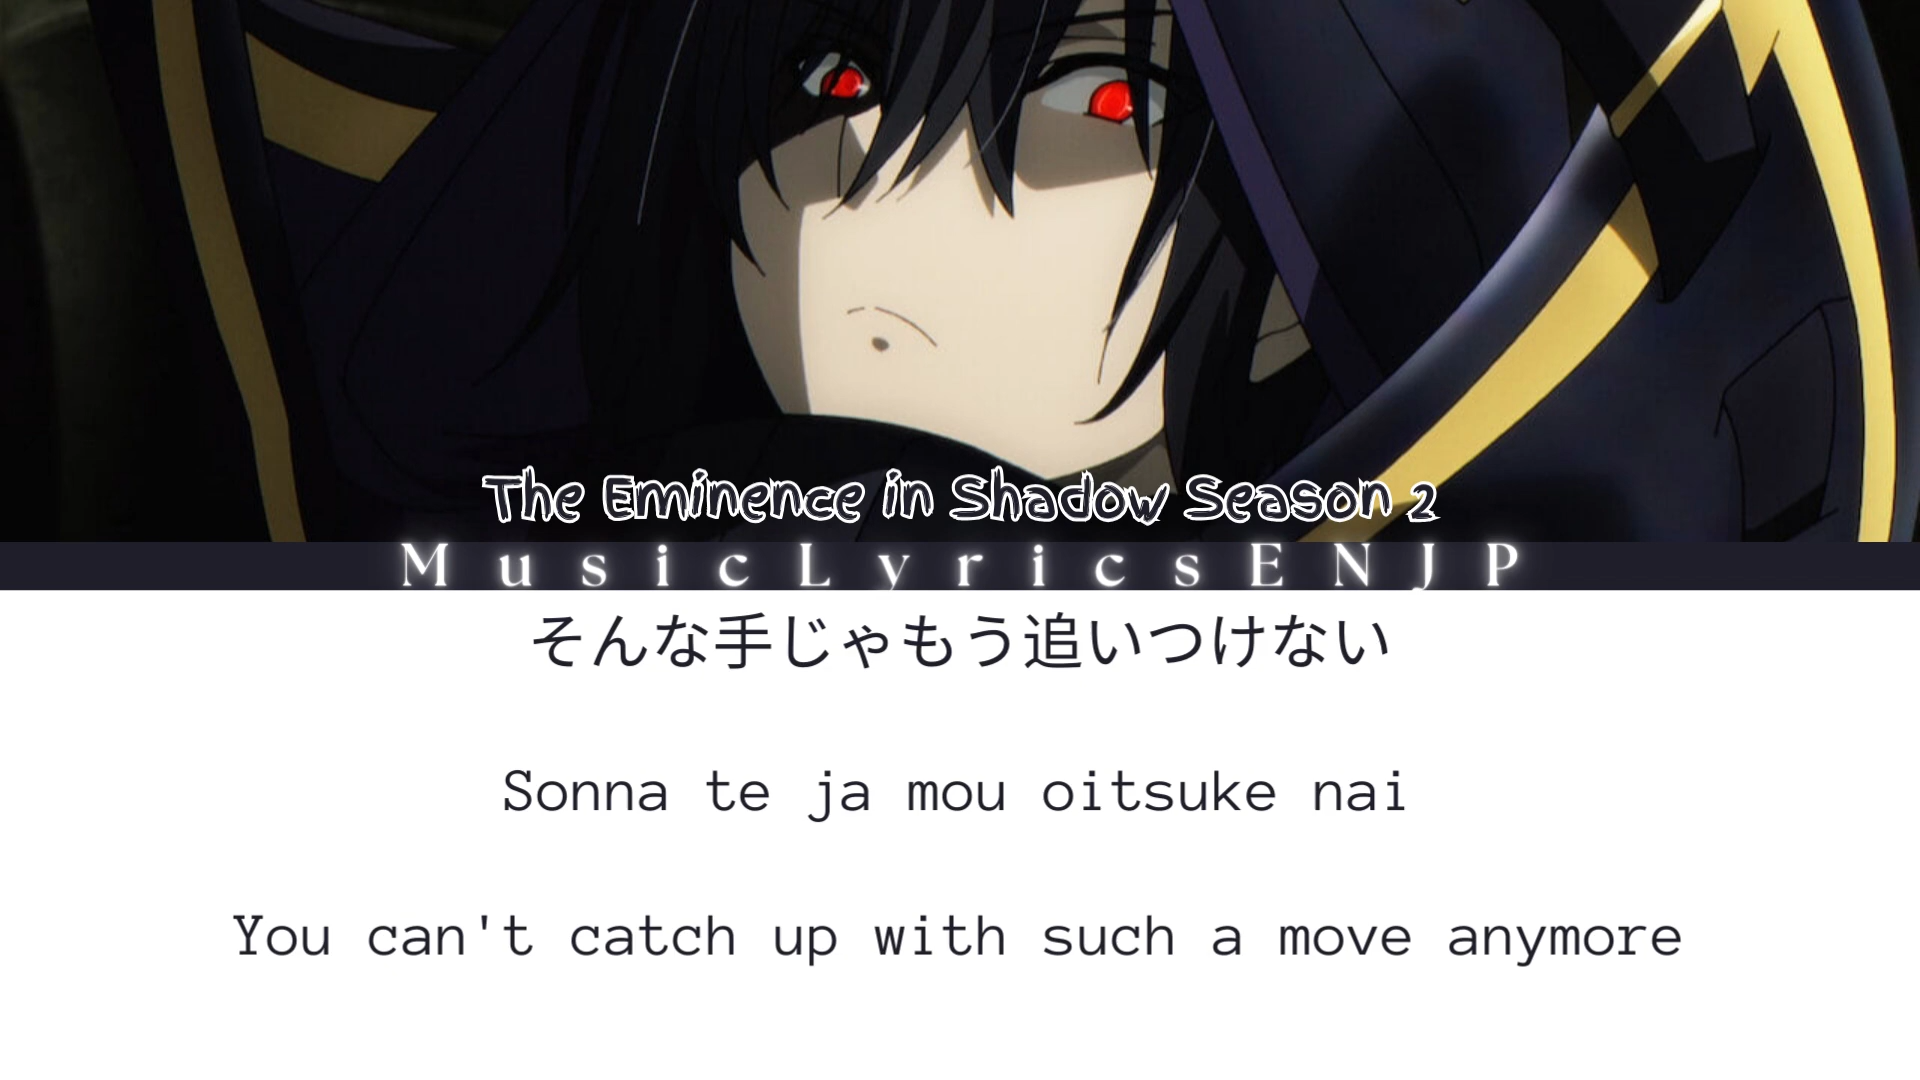 The Eminence in Shadow Season 2
MusicLyricsENJP
そんな手じゃもう追いつけない
Sonna te ja mou oitsuke nai
You can't catch up with such a move anymore